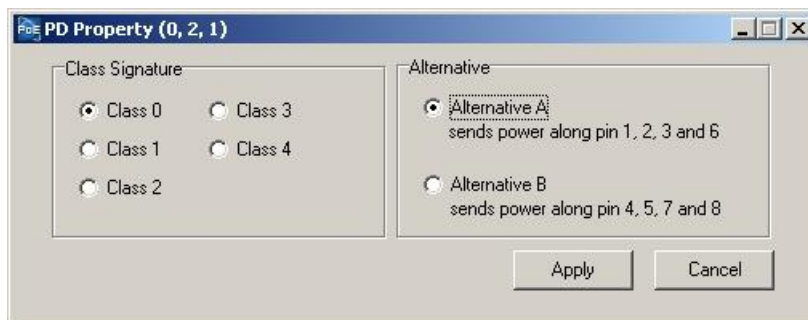 PoE PD Property (0, 2, 1)
Class Signature
Class 0 Class 3
Class 1 Class 4
Class 2
Alternative
Alternative A
sends power along pin 1, 2, 3 and 6
Alternative B
sends power along pin 4, 5, 7 and 8
Apply Cancel